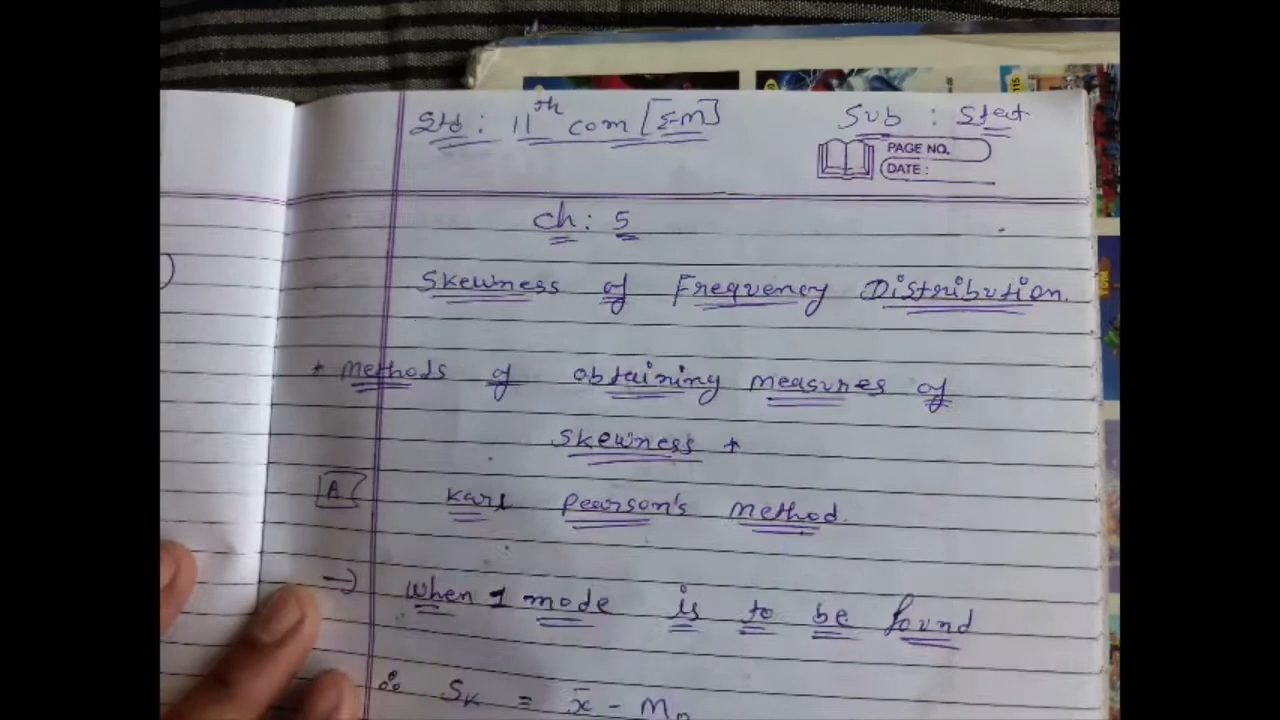 Std : 11th com [E-M]
Sub : Stat
PAGE NO.
DATE :
Ch : 5
Skewness of Frequency Distribution.
* Methods of obtaining measures of
Skewness *
A Karl Pearson's method.
→ When 1 mode is to be found
∴ Sk = x̄ - Mo